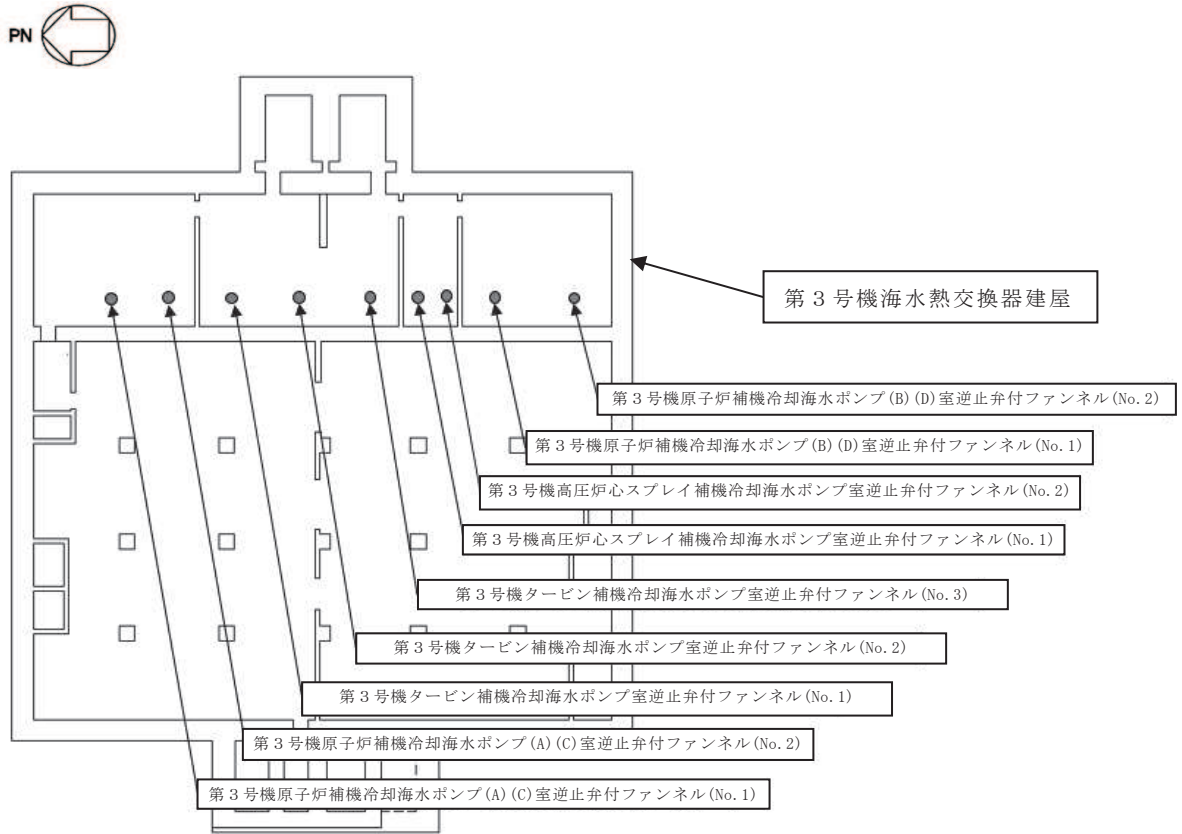 PN
第３号機海水熱交換器建屋
第３号機原子炉補機冷却海水ポンプ(B)(D)室逆止弁付ファンネル(No.2)
第３号機原子炉補機冷却海水ポンプ(B)(D)室逆止弁付ファンネル(No.1)
第３号機高圧炉心スプレイ補機冷却海水ポンプ室逆止弁付ファンネル(No.2)
第３号機高圧炉心スプレイ補機冷却海水ポンプ室逆止弁付ファンネル(No.1)
第３号機タービン補機冷却海水ポンプ室逆止弁付ファンネル(No.3)
第３号機タービン補機冷却海水ポンプ室逆止弁付ファンネル(No.2)
第３号機タービン補機冷却海水ポンプ室逆止弁付ファンネル(No.1)
第３号機原子炉補機冷却海水ポンプ(A)(C)室逆止弁付ファンネル(No.2)
第３号機原子炉補機冷却海水ポンプ(A)(C)室逆止弁付ファンネル(No.1)